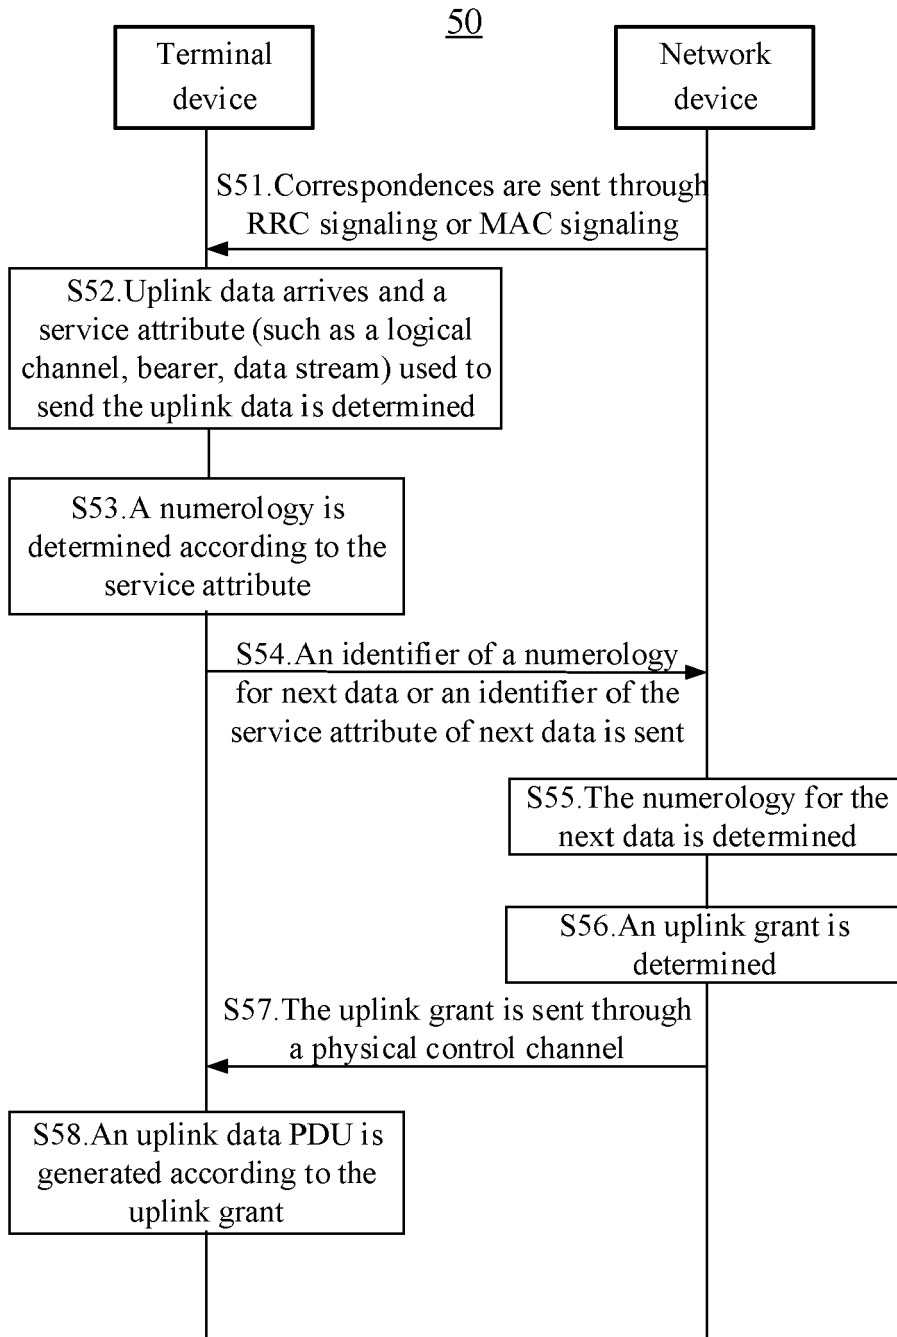 50
Terminal
device
Network
device
S51.Correspondences are sent through
RRC signaling or MAC signaling
S52.Uplink data arrives and a
service attribute (such as a logical
channel, bearer, data stream) used to
send the uplink data is determined
S53.A numerology is
determined according to the
service attribute
S54.An identifier of a numerology
for next data or an identifier of the
service attribute of next data is sent
S55.The numerology for the
next data is determined
S56.An uplink grant is
determined
S57.The uplink grant is sent through
a physical control channel
S58.An uplink data PDU is
generated according to the
uplink grant